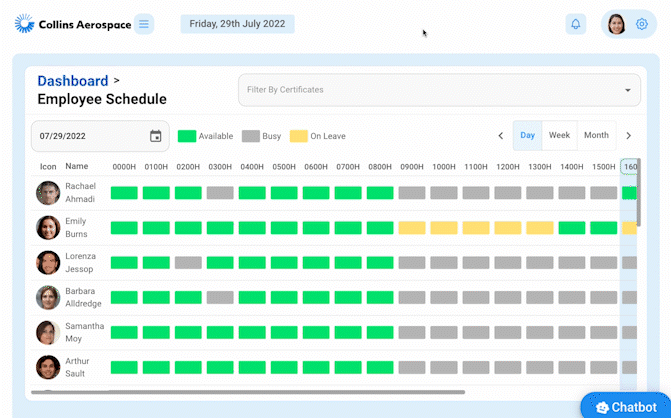 Collins Aerospace
Friday, 29th July 2022
Dashboard >
Employee Schedule
Filter By Certificates
07/29/2022
Available
Busy
On Leave
Day
Week
Month
Icon Name 0000H 0100H 0200H 0300H 0400H 0500H 0600H 0700H 0800H 0900H 1000H 1100H 1200H 1300H 1400H 1500H 160
Rachael
Ahmadi
Emily
Burns
Lorenza
Jessop
Barbara
Alldredge
Samantha
Moy
Arthur
Sault
Chatbot